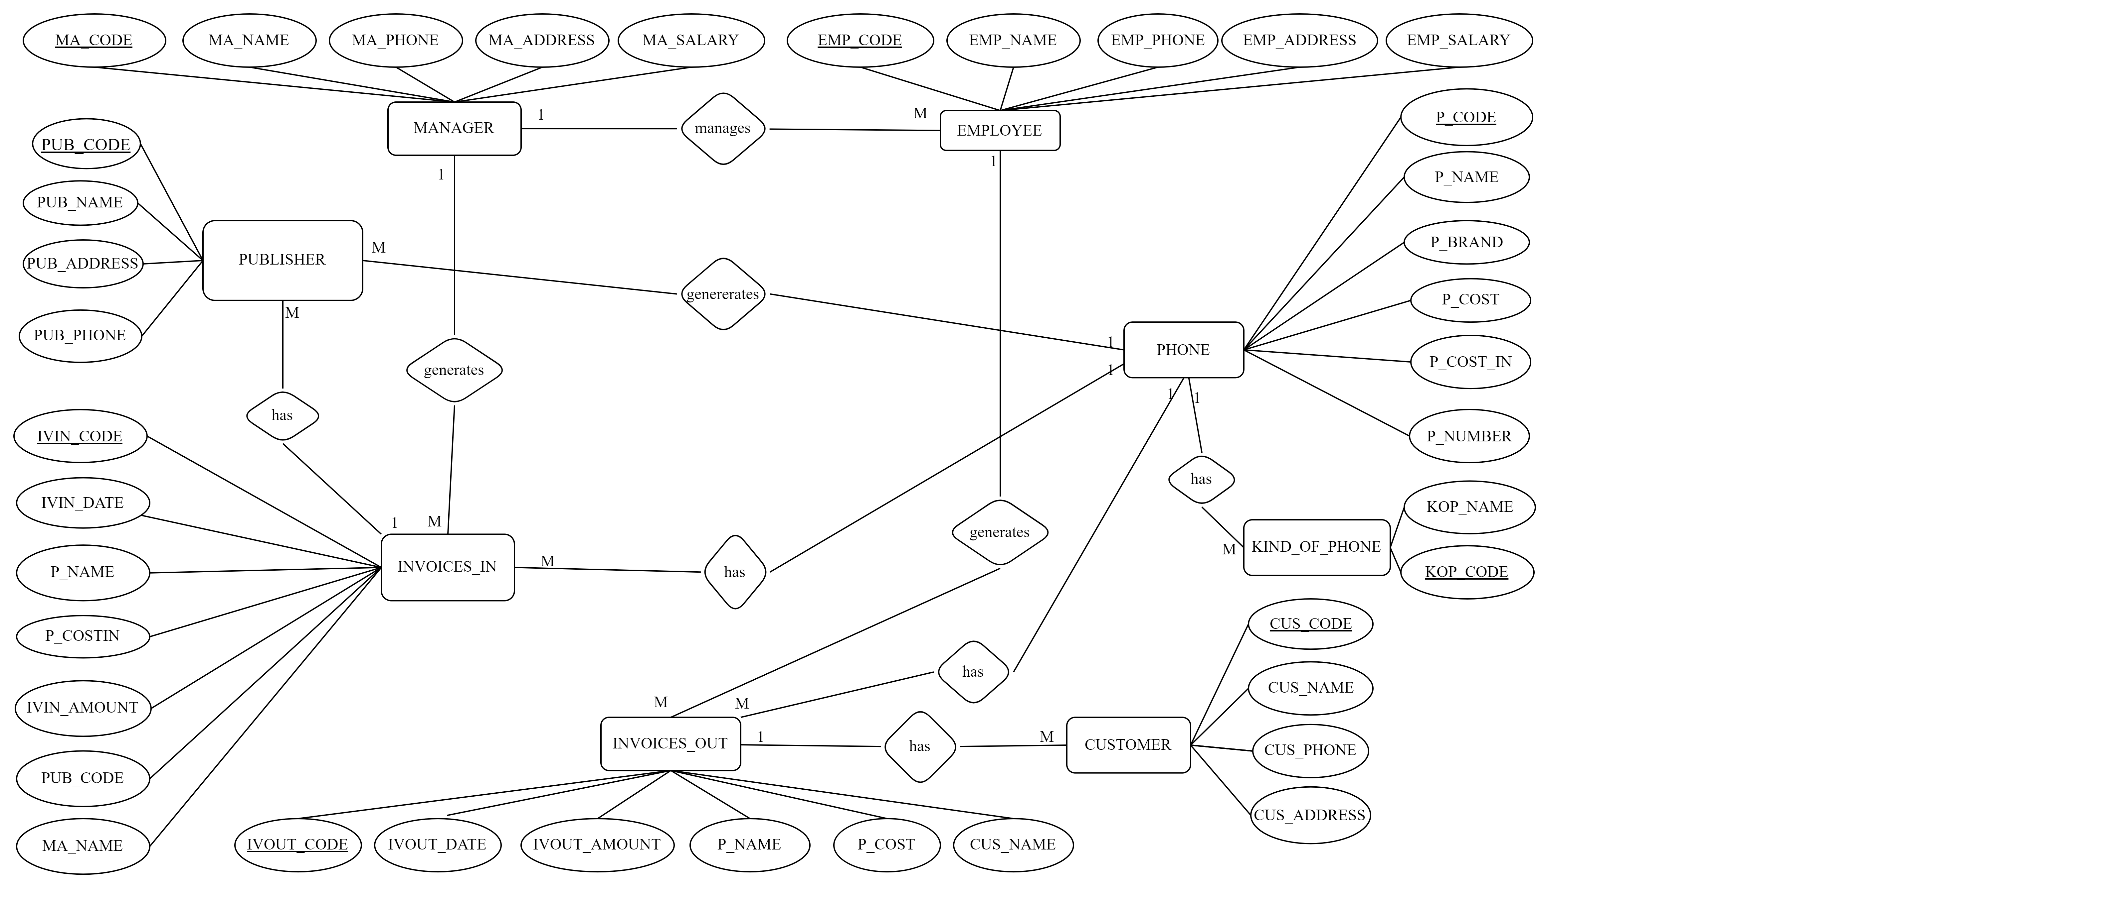 MA_CODE
MA_NAME
MA_PHONE
MA_ADDRESS
MA_SALARY
EMP_CODE
EMP_NAME
EMP_PHONE
EMP_ADDRESS
EMP_SALARY
MANAGER
1
manages
M
EMPLOYEE
1
1
P_CODE
P_NAME
P_BRAND
P_COST
P_COST_IN
P_NUMBER
PUB_CODE
PUB_NAME
PUB_ADDRESS
PUB_PHONE
PUBLISHER
M
M
genererates
1
PHONE
1
1
1
generates
has
has
KOP_NAME
KOP_CODE
M
KIND_OF_PHONE
IVIN_CODE
IVIN_DATE
P_NAME
P_COSTIN
IVIN_AMOUNT
PUB_CODE
MA_NAME
1
M
INVOICES_IN
M
has
generates
has
M
M
INVOICES_OUT
1
has
M
CUSTOMER
CUS_CODE
CUS_NAME
CUS_PHONE
CUS_ADDRESS
IVOUT_CODE
IVOUT_DATE
IVOUT_AMOUNT
P_NAME
P_COST
CUS_NAME